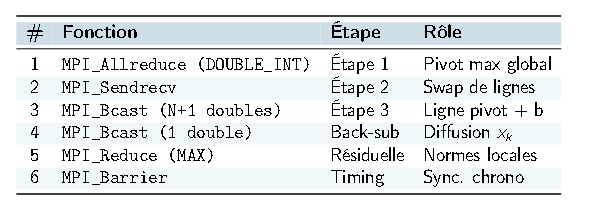 # Fonction Étape Rôle
1 MPI_Allreduce (DOUBLE_INT) Étape 1 Pivot max global
2 MPI_Sendrecv Étape 2 Swap de lignes
3 MPI_Bcast (N+1 doubles) Étape 3 Ligne pivot + b
4 MPI_Bcast (1 double) Back-sub Diffusion xₖ
5 MPI_Reduce (MAX) Résiduelle Normes locales
6 MPI_Barrier Timing Sync. chrono